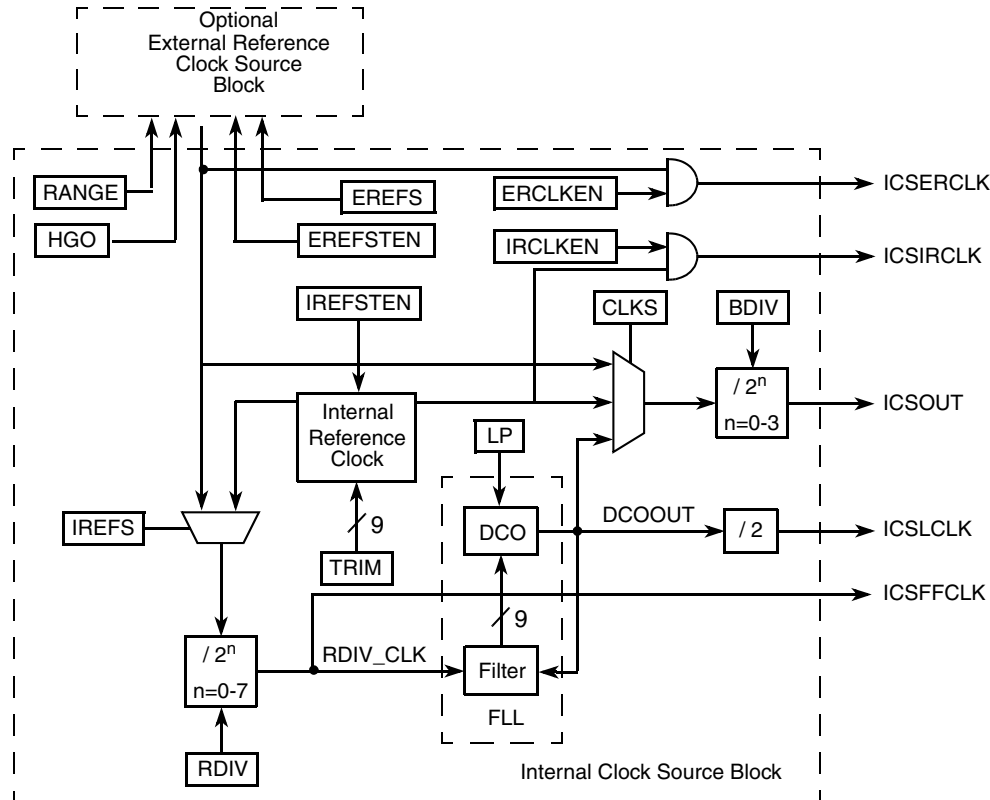 Optional
External Reference
Clock Source
Block
RANGE
EREFS
ERCLKEN
ICSERCLK
HGO
EREFSTEN
IRCLKEN
ICSIRCLK
IREFSTEN
CLKS
BDIV
Internal
Reference
Clock
/ 2ⁿ
n=0-3
ICSOUT
LP
IREFS
9
TRIM
DCO
DCOOUT
/ 2
ICSLCLK
ICSFFCLK
9
/ 2ⁿ
n=0-7
RDIV_CLK
Filter
FLL
RDIV
Internal Clock Source Block